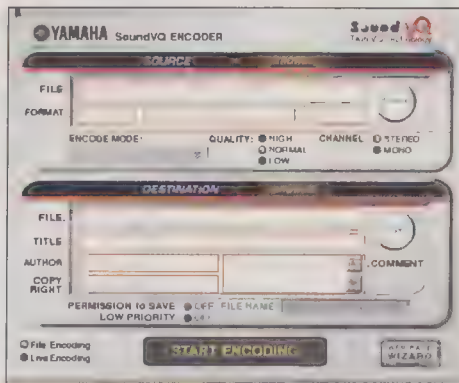 YAMAHA SoundVQ ENCODER
SoundVQ
SOURCE
FILE
FORMAT
ENCODE MODE:
QUALITY: HIGH
NORMAL
LOW
CHANNEL STEREO
MONO
DESTINATION
FILE
TITLE
AUTHOR
COMMENT
COPY
RIGHT
PERMISSION to SAVE OFF FILE NAME
LOW PRIORITY
File Encoding
Live Encoding
START ENCODING
WIZARD